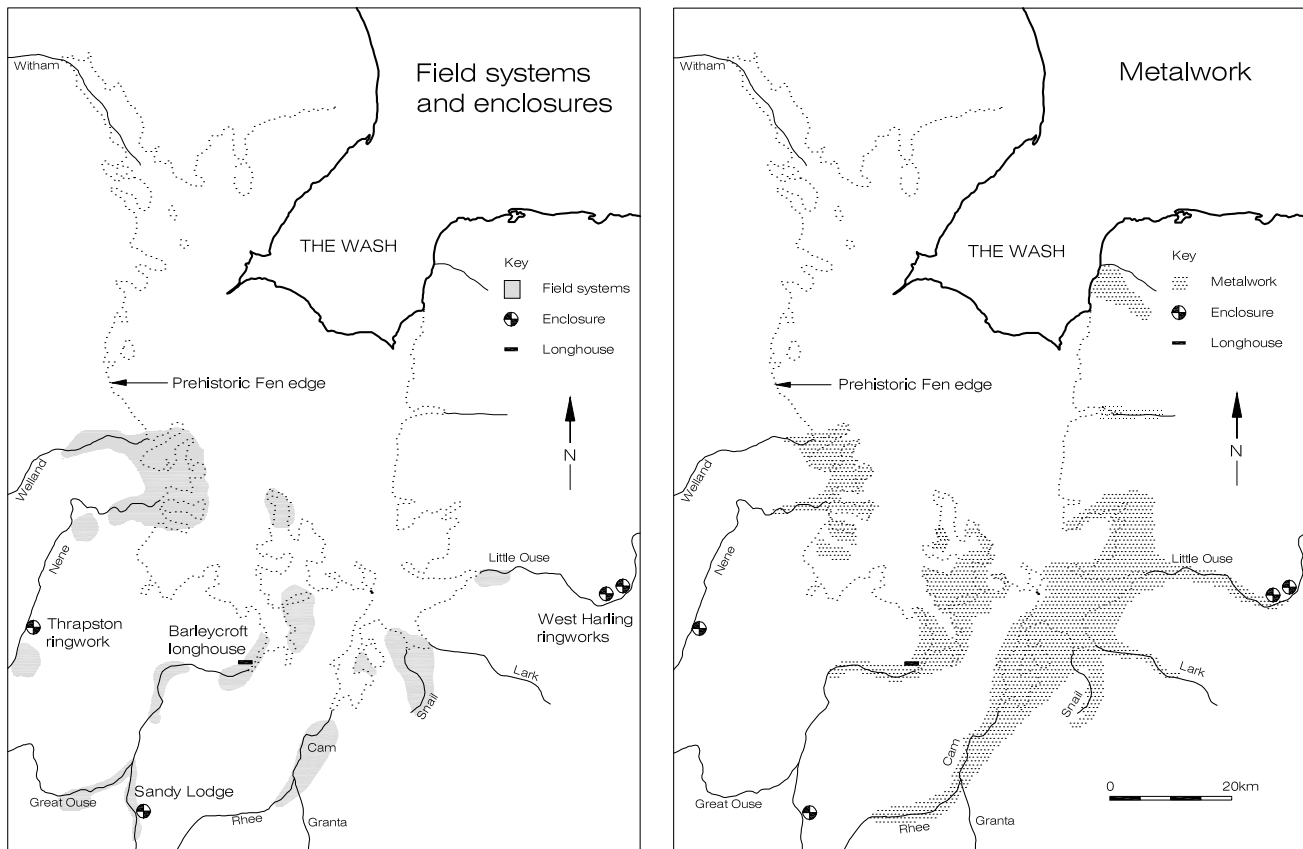 Witham
Field systems
and enclosures
THE WASH
Key
Field systems
Enclosure
Longhouse
Prehistoric Fen edge
N
Welland
Nene
Little Ouse
Thrapston
ringwork
Barleycroft
longhouse
West Harling
ringworks
Lark
Snail
Cam
Sandy Lodge
Great Ouse
Rhee
Granta
Witham
Metalwork
THE WASH
Key
Metalwork
Enclosure
Longhouse
Prehistoric Fen edge
N
Welland
Nene
Little Ouse
Lark
Snail
Cam
0 20km
Great Ouse
Rhee
Granta